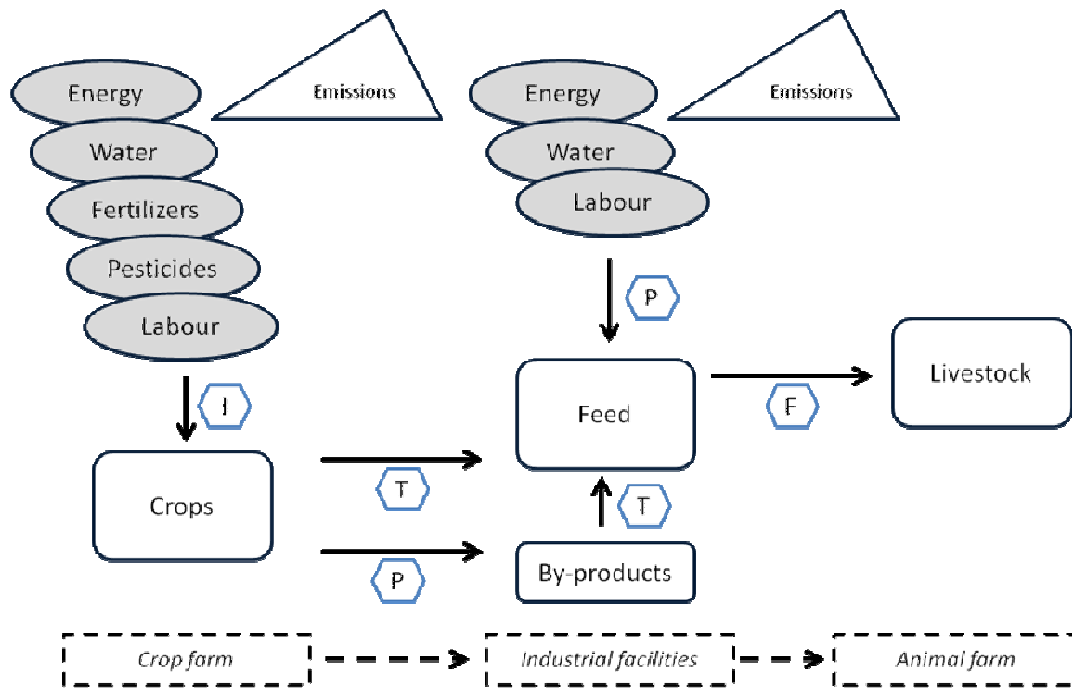 Energy
Emissions
Water
Fertilizers
Pesticides
Labour
I
Crops
Energy
Emissions
Water
Labour
P
Feed
F
Livestock
T
T
P
By-products
Crop farm
Industrial facilities
Animal farm